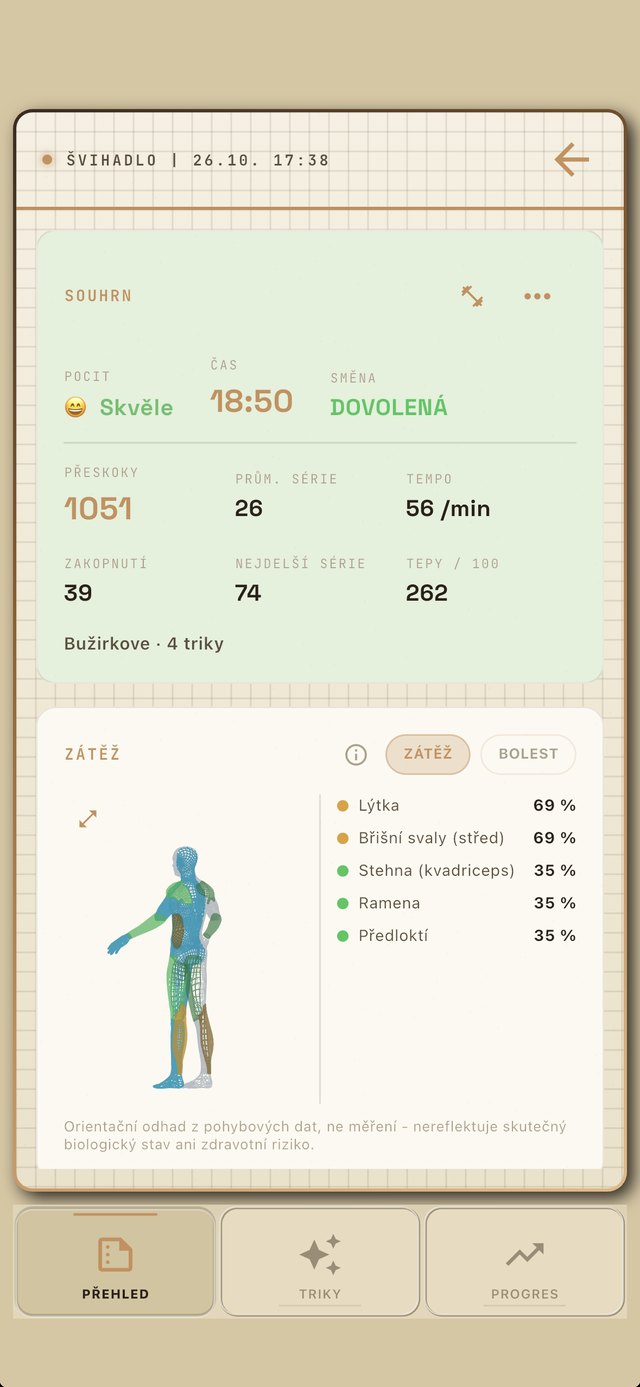 ŠVIHADLO | 26.10. 17:38
SOUHRN
POCIT
ČAS
SMĚNA
😄 Skvěle
18:50
DOVOLENÁ
PŘESKOKY
PRŮM. SÉRIE
TEMPO
1051
26
56 /min
ZAKOPNUTÍ
NEJDELŠÍ SÉRIE
TEPY / 100
39
74
262
Bužirkove · 4 triky
ZÁTĚŽ
ZÁTĚŽ
BOLEST
Lýtka 69 %
Břišní svaly (střed) 69 %
Stehna (kvadriceps) 35 %
Ramena 35 %
Předloktí 35 %
Orientační odhad z pohybových dat, ne měření - nereflektuje skutečný
biologický stav ani zdravotní riziko.
PŘEHLED
TRIKY
PROGRES